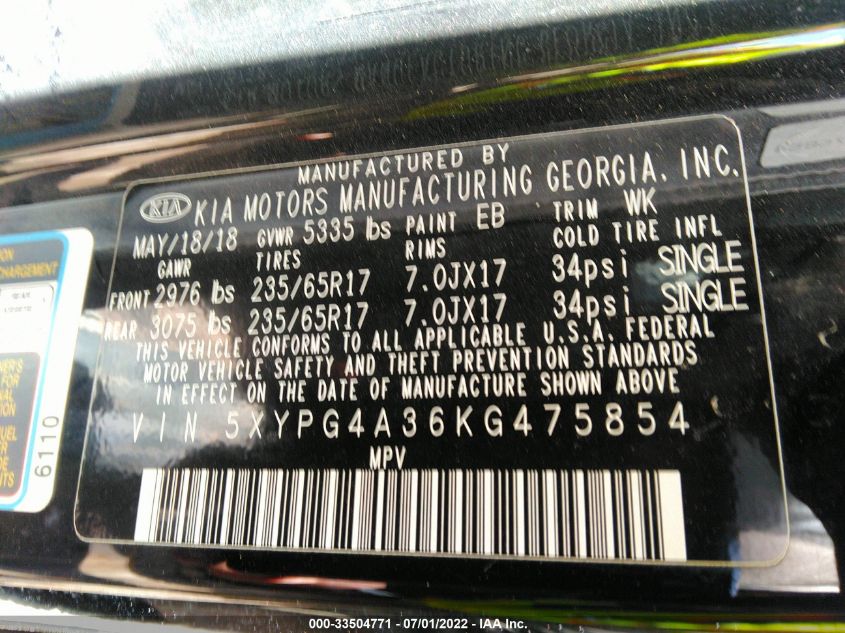 MANUFACTURED BY
KIA KIA MOTORS MANUFACTURING GEORGIA, INC.
MAY/18/18 GVWR 5335 lbs PAINT EB TRIM WK
GAWR TIRES RIMS COLD TIRE INFL
FRONT 2976 lbs 235/65R17 7.0JX17 34psi SINGLE
REAR 3075 lbs 235/65R17 7.0JX17 34psi SINGLE
THIS VEHICLE CONFORMS TO ALL APPLICABLE U.S.A. FEDERAL
MOTOR VEHICLE SAFETY AND THEFT PREVENTION STANDARDS
IN EFFECT ON THE DATE OF MANUFACTURE SHOWN ABOVE
VIN 5XYPG4A36KG475854
MPV
CHARGEMENT
6110
000-33504771 - 07/01/2022 - IAA Inc.